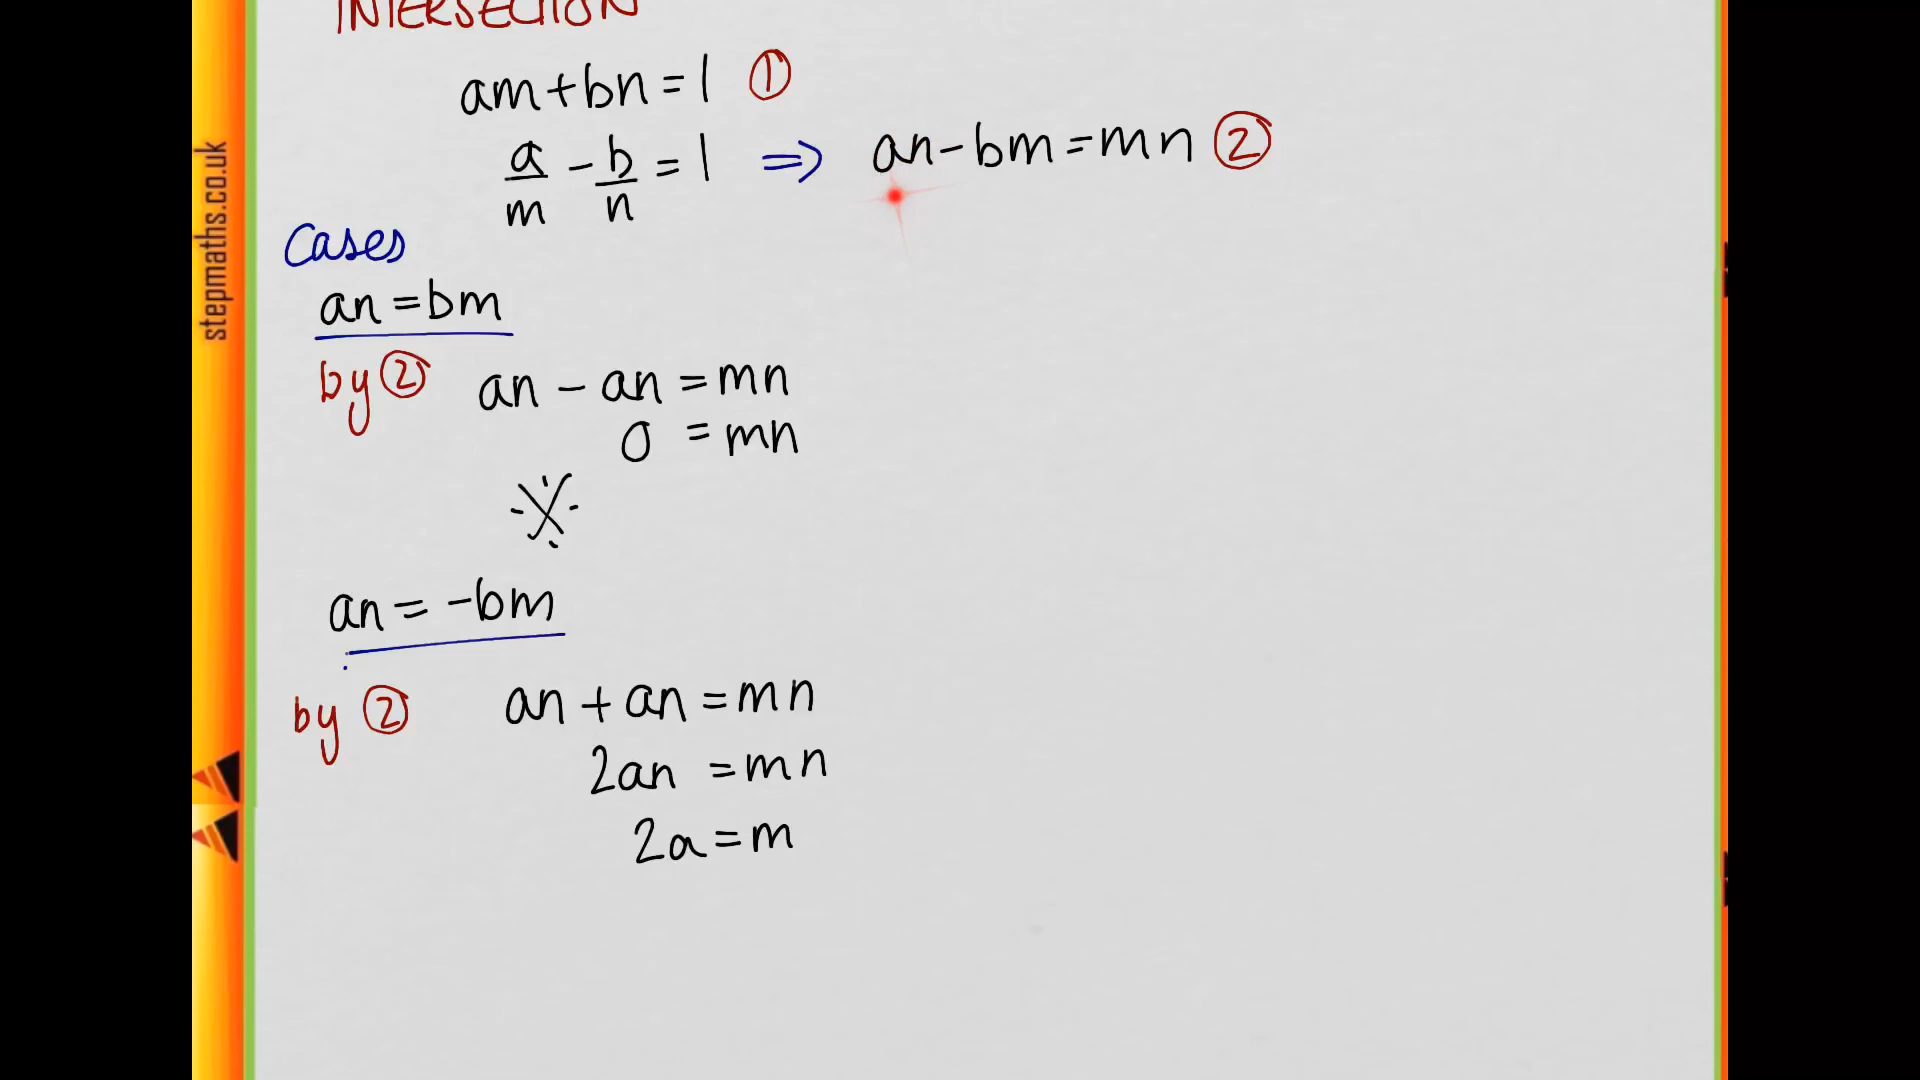 INTERSECTION
am+bn=1 ①
a/m - b/n = 1 ⇒ an-bm=mn ②
Cases
an=bm
by ② an - an = mn
0 = mn
an = -bm
by ② an + an = mn
2an = mn
2a = m
stepmaths.co.uk